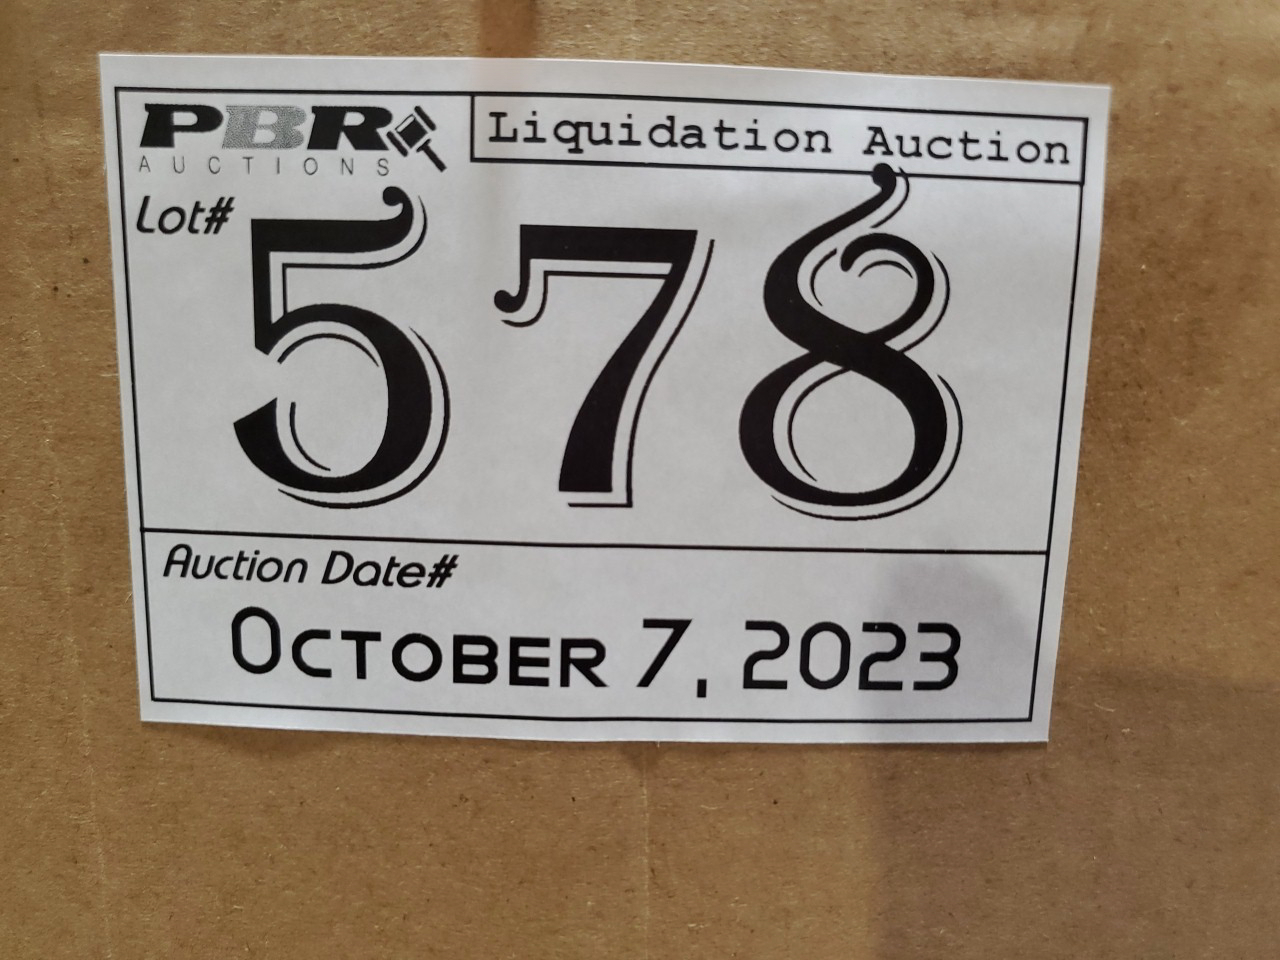 PBR
AUCTIONS
Liquidation Auction
Lot#
578
Auction Date#
October 7, 2023